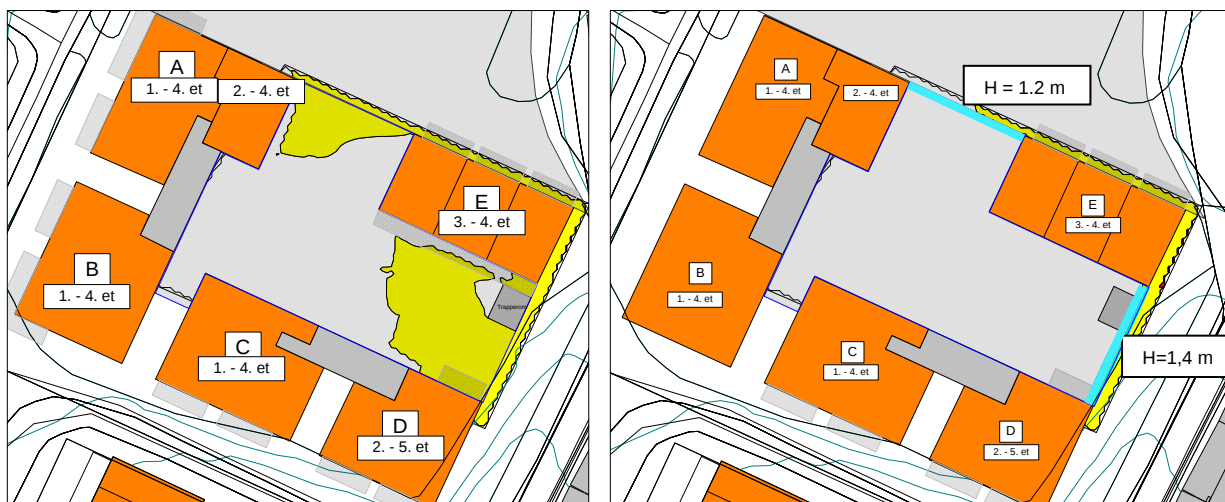 A
1. - 4. et
2. - 4. et
E
3. - 4. et
B
1. - 4. et
Trapperom
C
1. - 4. et
D
2. - 5. et
H = 1.2 m
A
1. - 4. et
2. - 4. et
E
3. - 4. et
B
1. - 4. et
H=1,4 m
C
1. - 4. et
D
2. - 5. et